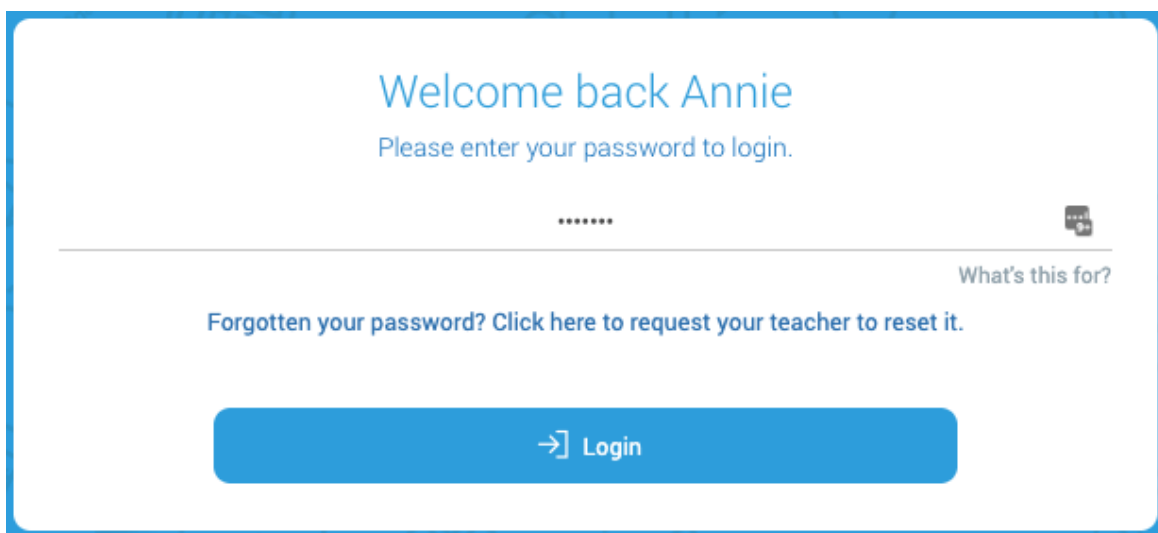 Welcome back Annie
Please enter your password to login.
•••••••
What's this for?
Forgotten your password? Click here to request your teacher to reset it.
Login